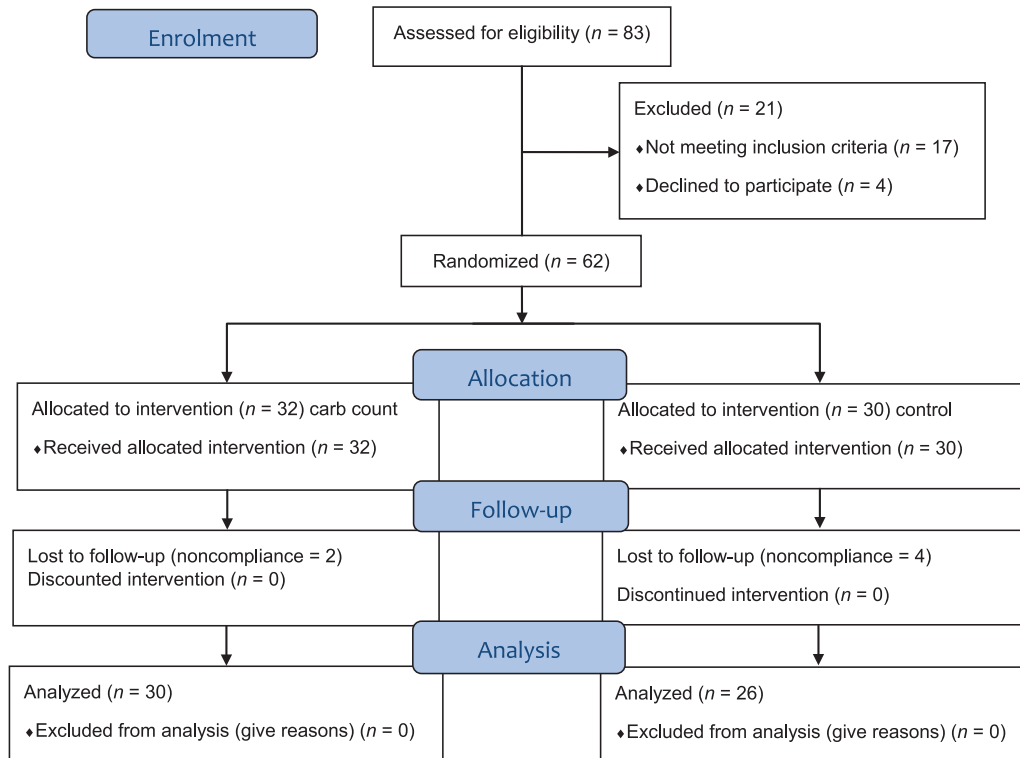 Enrolment
Assessed for eligibility (n = 83)
Excluded (n = 21)
♦Not meeting inclusion criteria (n = 17)
♦Declined to participate (n = 4)
Randomized (n = 62)
Allocation
Allocated to intervention (n = 32) carb count
♦Received allocated intervention (n = 32)
Allocated to intervention (n = 30) control
♦Received allocated intervention (n = 30)
Follow-up
Lost to follow-up (noncompliance = 2)
Discounted intervention (n = 0)
Lost to follow-up (noncompliance = 4)
Discontinued intervention (n = 0)
Analysis
Analyzed (n = 30)
♦Excluded from analysis (give reasons) (n = 0)
Analyzed (n = 26)
♦Excluded from analysis (give reasons) (n = 0)